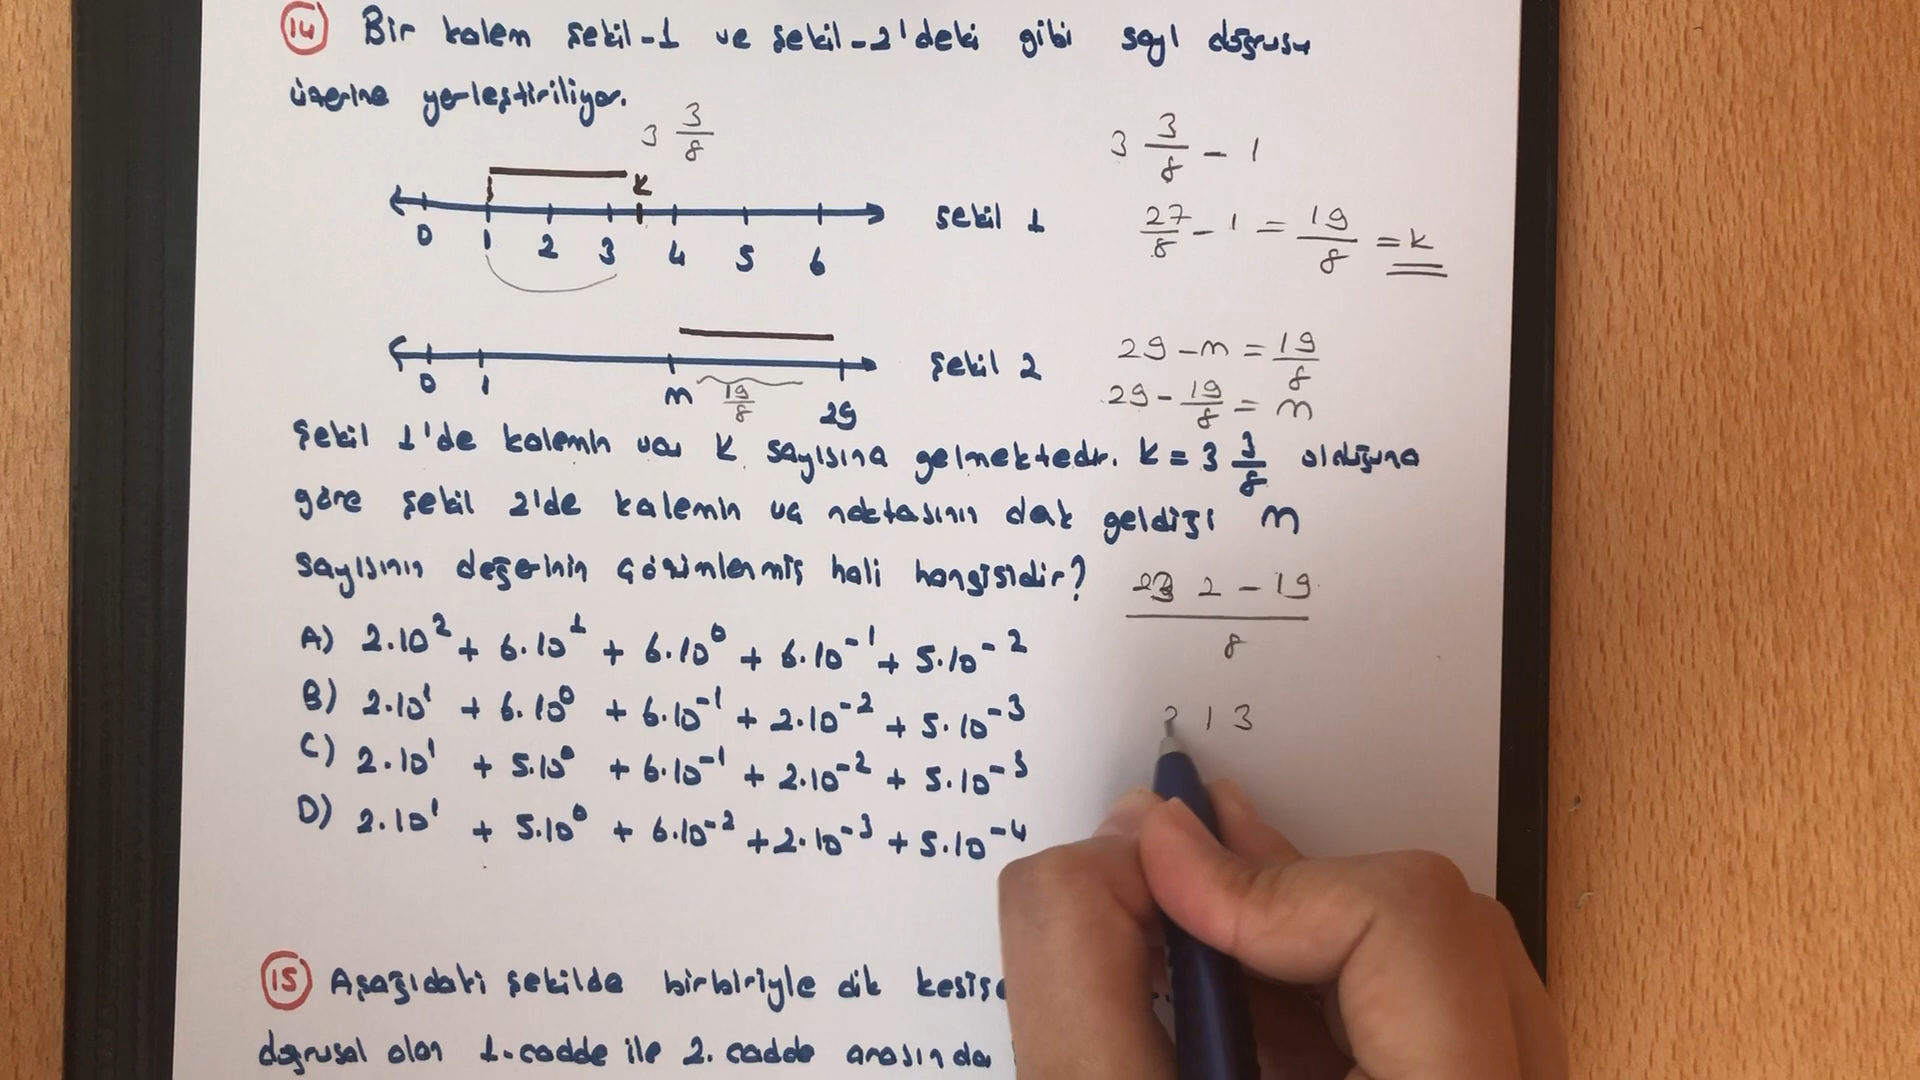 14 Bir kalem şekil-1 ve şekil-2'deki gibi sayı doğrusu
üzerine yerleştiriliyor.
3 3/8
K
0 1 2 3 4 5 6
şekil 1
0 1 m 19/8 29
şekil 2
3 3/8 - 1
27/8 - 1 = 19/8 = k
29 - m = 19/8
29 - 19/8 = m
şekil 1'de kalemin ucu K sayısına gelmektedir. K = 3 3/8 olduğuna
göre şekil 2'de kalemin uç noktasının denk geldiği m
sayısının değerinin çözümlenmiş hali hangisidir?
A) 2.10² + 6.10¹ + 6.10⁰ + 6.10⁻¹ + 5.10⁻²
B) 2.10¹ + 6.10⁰ + 6.10⁻¹ + 2.10⁻² + 5.10⁻³
C) 2.10¹ + 5.10⁰ + 6.10⁻¹ + 2.10⁻² + 5.10⁻³
D) 2.10¹ + 5.10⁰ + 6.10⁻² + 2.10⁻³ + 5.10⁻⁴
232 - 19
8
213
15 Aşağıdaki şekilde birbiriyle dik
doğrusal olan 1. cadde ile 2. cadde arasında